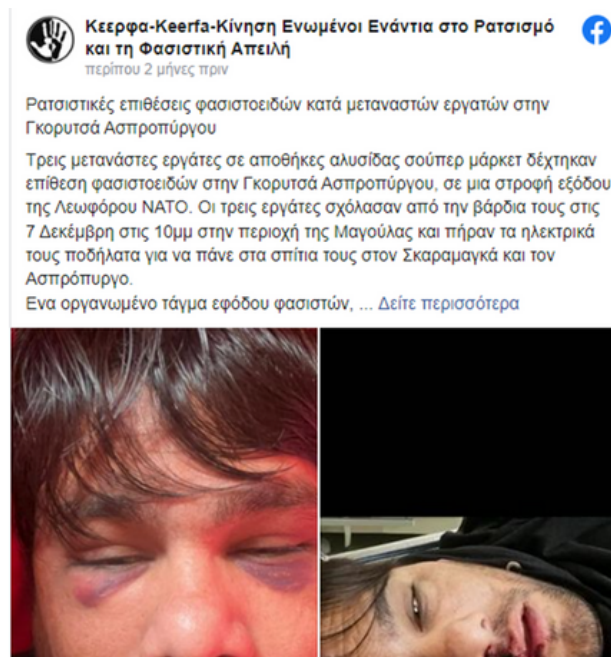 Κεερφα-Keerfa-Κίνηση Ενωμένοι Ενάντια στο Ρατσισμό
και τη Φασιστική Απειλή
περίπου 2 μήνες πριν
Ρατσιστικές επιθέσεις φασιστοειδών κατά μεταναστών εργατών στην
Γκορυτσά Ασπροπύργου
Τρεις μετανάστες εργάτες σε αποθήκες αλυσίδας σούπερ μάρκετ δέχτηκαν
επίθεση φασιστοειδών στην Γκορυτσά Ασπροπύργου, σε μια στροφή εξόδου
της Λεωφόρου ΝΑΤΟ. Οι τρεις εργάτες σχόλασαν από την βάρδια τους στις
7 Δεκέμβρη στις 10μμ στην περιοχή της Μαγούλας και πήραν τα ηλεκτρικά
τους ποδήλατα για να πάνε στα σπίτια τους στον Σκαραμαγκά και τον
Ασπρόπυργο.
Ενα οργανωμένο τάγμα εφόδου φασιστών, ... Δείτε περισσότερα